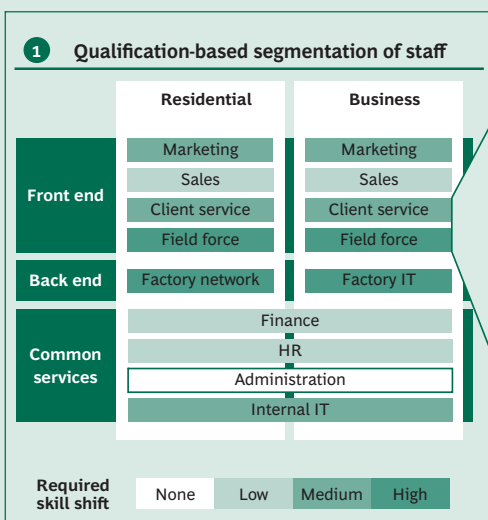 1 Qualification-based segmentation of staff
Residential Business
Front end
Marketing Marketing
Sales Sales
Client service Client service
Field force Field force
Back end Factory network Factory IT
Common
services
Finance
HR
Administration
Internal IT
Required
skill shift
None Low Medium High